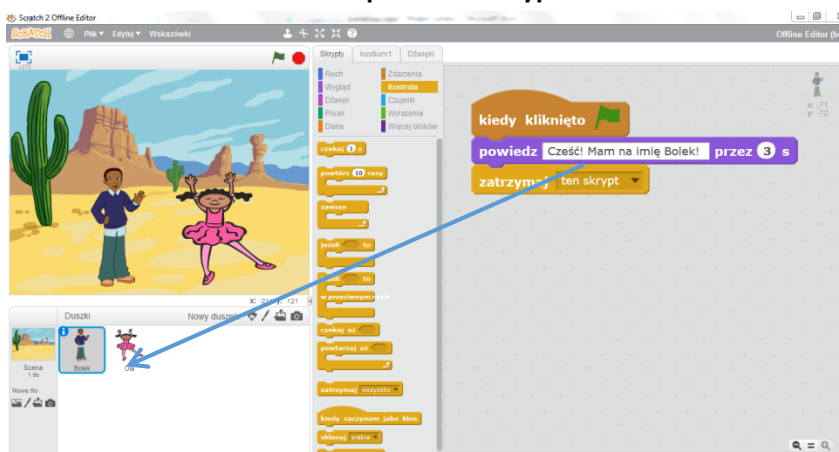 Scratch 2 Offline Editor
SCRATCH Plik Edytuj Wskazówki Offline Editor
Skrypty kostium1 Dźwięki
Ruch Zdarzenia
Wygląd Kontrola
Dźwięk Czujniki
Pisak Wyrażenia
Dane Więcej bloków
czekaj 1 s
powtórz 10 razy
zawsze
jeżeli to
to
w przeciwnym razie
czekaj aż
powtarzaj aż
zatrzymaj wszystko
kiedy zaczynam jako klon
sklonuj siebie
kiedy kliknięto
powiedz Cześć! Mam na imię Bolek! przez 3 s
zatrzymaj ten skrypt
x: -71
y: -72
121
Duszki Nowy duszek:
Scena
1 tło
Bolek
Nowe tło